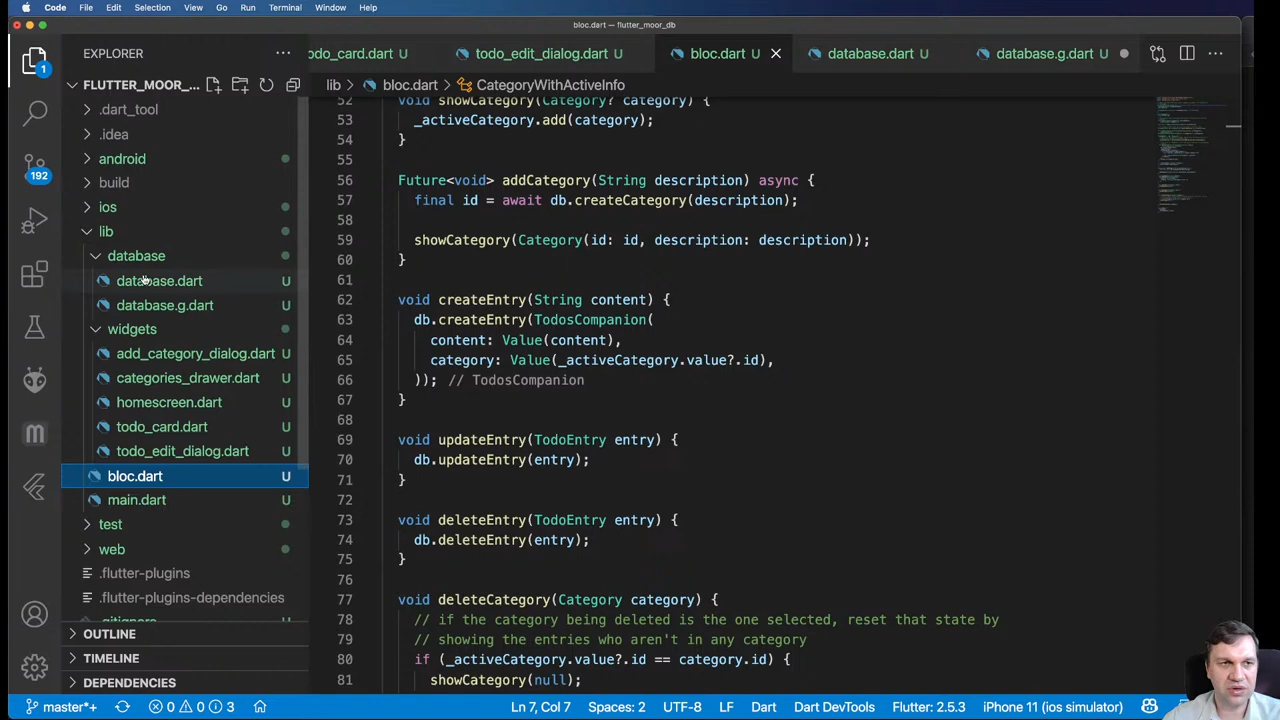 Code File Edit Selection View Go Run Terminal Window Help
bloc.dart — flutter_moor_db
EXPLORER
odo_card.dart U
todo_edit_dialog.dart U
bloc.dart U
database.dart U
database.g.dart U
1
FLUTTER_MOOR_...
lib > bloc.dart > CategoryWithActiveInfo
.dart_tool
.idea
android
build
ios
lib
database
database.dart U
database.g.dart U
widgets
add_category_dialog.dart U
categories_drawer.dart U
homescreen.dart U
todo_card.dart U
todo_edit_dialog.dart U
bloc.dart U
main.dart U
test
web
.flutter-plugins
.flutter-plugins-dependencies
.gitignore
OUTLINE
TIMELINE
DEPENDENCIES
192
52 void showCategory(Category? category) {
53 _activeCategory.add(category);
54 }
55
56 Future< > addCategory(String description) async {
57 final id = await db.createCategory(description);
58
59 showCategory(Category(id: id, description: description));
60 }
61
62 void createEntry(String content) {
63 db.createEntry(TodosCompanion(
64 content: Value(content),
65 category: Value(_activeCategory.value?.id),
66 )); // TodosCompanion
67 }
68
69 void updateEntry(TodoEntry entry) {
70 db.updateEntry(entry);
71 }
72
73 void deleteEntry(TodoEntry entry) {
74 db.deleteEntry(entry);
75 }
76
77 void deleteCategory(Category category) {
78 // if the category being deleted is the one selected, reset that state by
79 // showing the entries who aren't in any category
80 if (_activeCategory.value?.id == category.id) {
81 showCategory(null);
master*+ 0 0 3 Ln 7, Col 7 Spaces: 2 UTF-8 LF Dart Dart DevTools Flutter: 2.5.3 iPhone 11 (ios simulator)